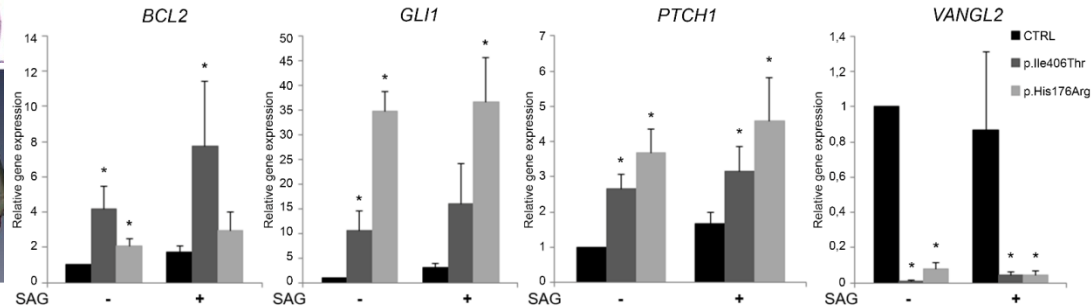 BCL2
Relative gene expression
14
12
10
8
6
4
2
0
* * *
SAG - +
GLI1
Relative gene expression
50
45
40
35
30
25
20
15
10
5
0
* * *
SAG - +
PTCH1
Relative gene expression
7
6
5
4
3
2
1
0
* * * *
SAG - +
VANGL2
Relative gene expression
1,4
1,2
1
0,8
0,6
0,4
0,2
0
* * * *
SAG - +
CTRL
p.Ile406Thr
p.His176Arg